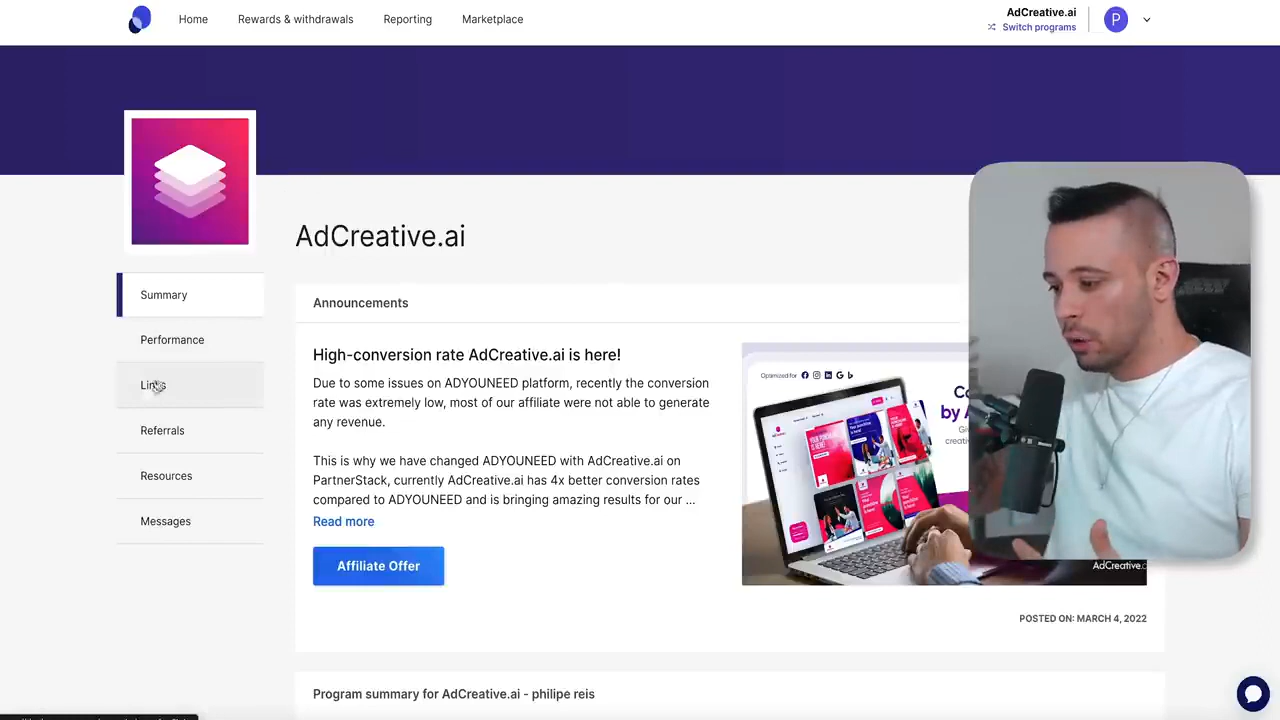 Home
Rewards & withdrawals
Reporting
Marketplace
AdCreative.ai
Switch programs
P
AdCreative.ai
Summary
Performance
Links
Referrals
Resources
Messages
Announcements
High-conversion rate AdCreative.ai is here!
Due to some issues on ADYOUNEED platform, recently the conversion
rate was extremely low, most of our affiliate were not able to generate
any revenue.
This is why we have changed ADYOUNEED with AdCreative.ai on
PartnerStack, currently AdCreative.ai has 4x better conversion rates
compared to ADYOUNEED and is bringing amazing results for our ...
Read more
Affiliate Offer
Optimized for
by A
POSTED ON: MARCH 4, 2022
Program summary for AdCreative.ai - philipe reis